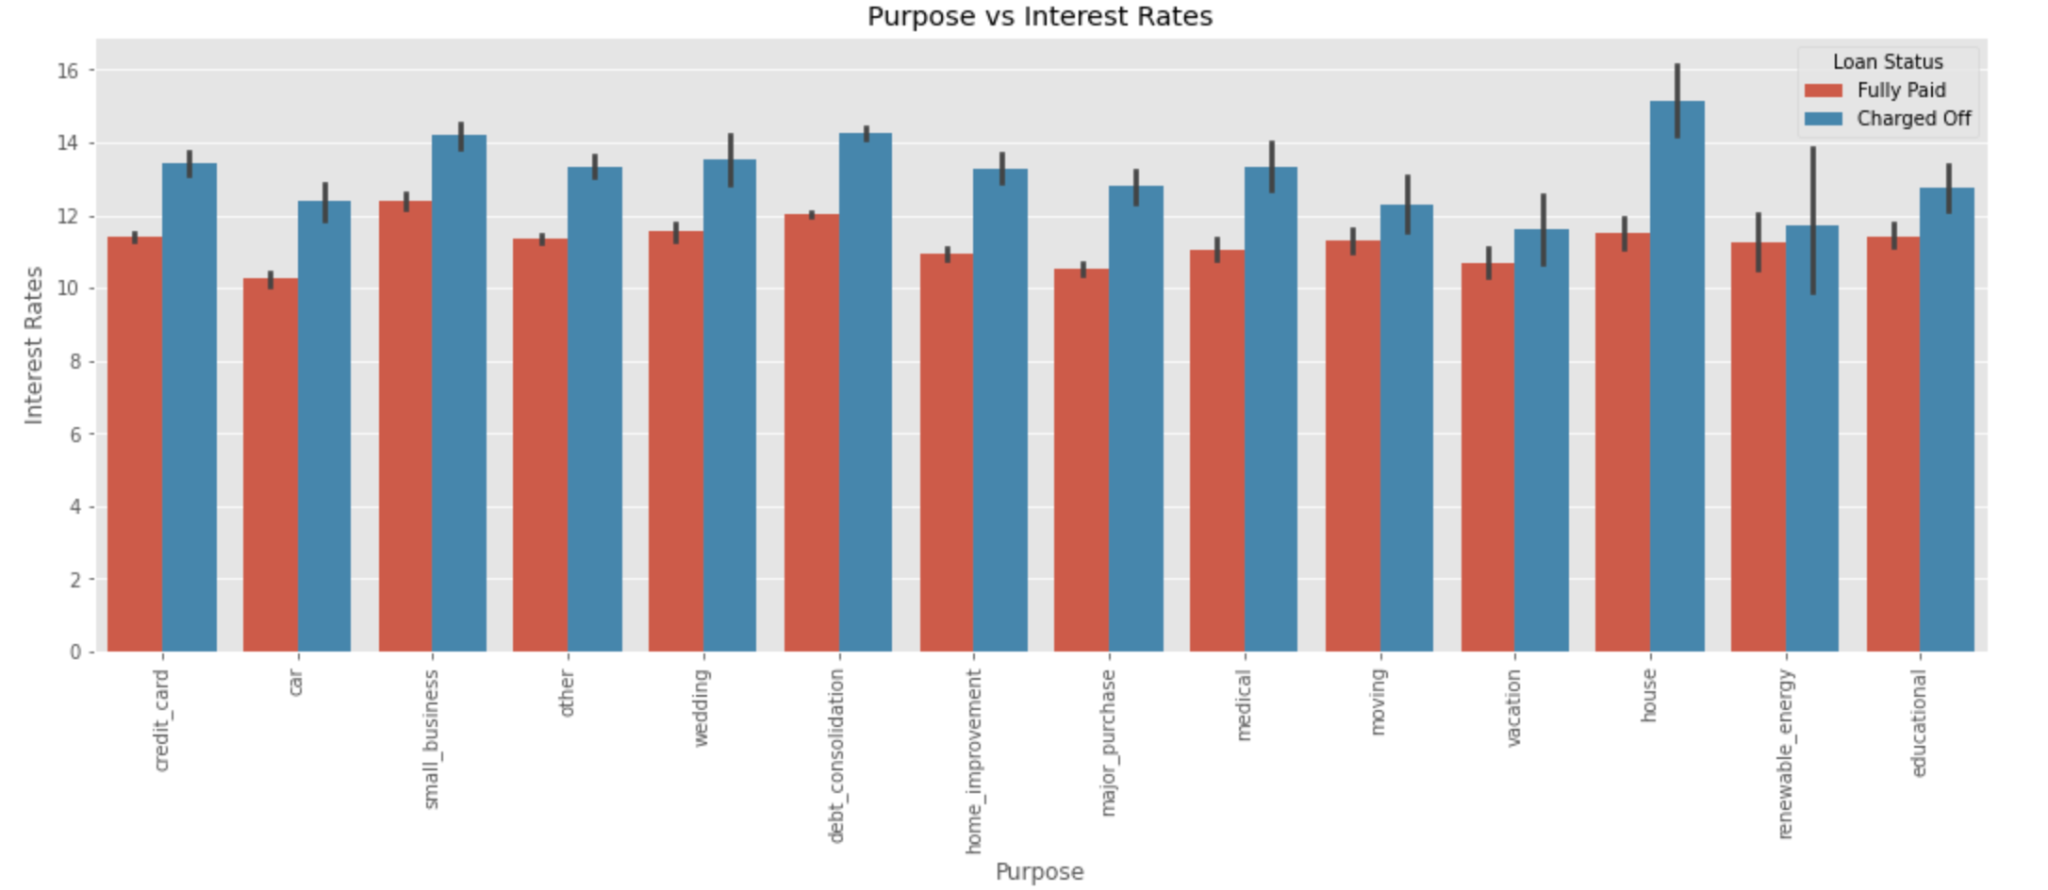 Purpose vs Interest Rates
Loan Status
Fully Paid
Charged Off
Interest Rates
16
14
12
10
8
6
4
2
0
credit_card
car
small_business
other
wedding
debt_consolidation
home_improvement
major_purchase
medical
moving
vacation
house
renewable_energy
educational
Purpose